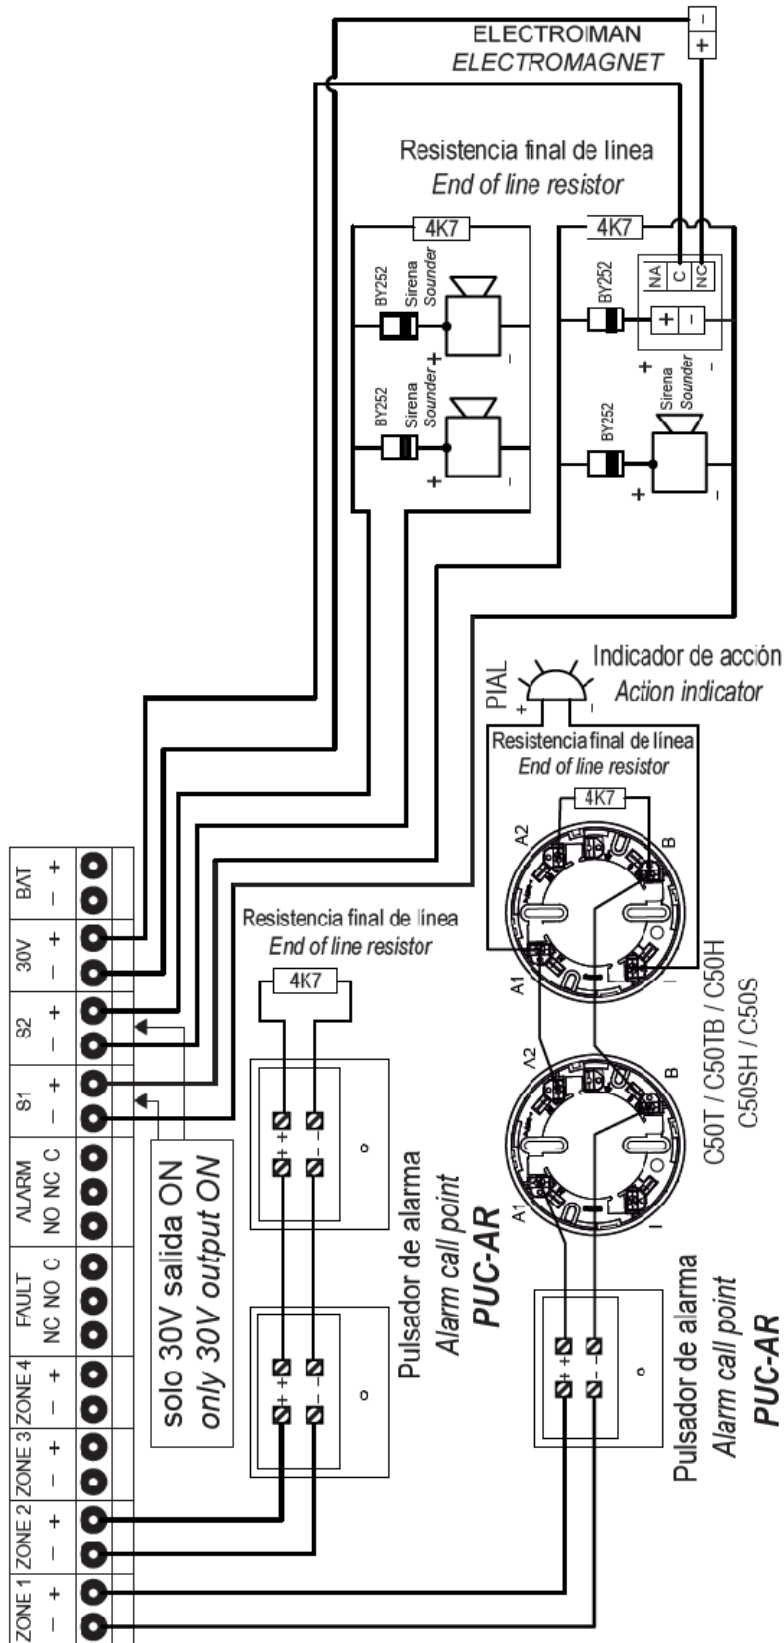 ELECTROIMAN
ELECTROMAGNET
-
+
Resistencia final de línea
End of line resistor
4K7
4K7
BY252
Sirena
Sounder
+
-
BY252
Sirena
Sounder
+
-
BY252
NA
C
NC
+
-
+
-
BY252
Sirena
Sounder
+
-
PIAL
+
-
Indicador de acción
Action indicator
Resistencia final de línea
End of line resistor
4K7
A2
B
A1
I
A2
B
A1
I
C50T / C50TB / C50H
C50SH / C50S
Resistencia final de línea
End of line resistor
4K7
+ +
- -
Pulsador de alarma
Alarm call point
PUC-AR
+ +
- -
+ +
- -
Pulsador de alarma
Alarm call point
PUC-AR
solo 30V salida ON
only 30V output ON
BAT
- +
30V
- +
S2
- +
S1
- +
ALARM
NO NC C
FAULT
NC NO C
ZONE 4
- +
ZONE 3
- +
ZONE 2
- +
ZONE 1
- +